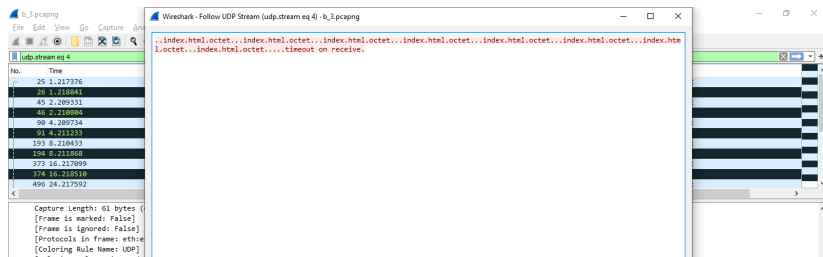 b_3.pcapng
File Edit View Go Capture Ana
udp.stream eq 4
No. Time
25 1.217376
26 1.218841
45 2.209331
46 2.210804
90 4.209734
91 4.211233
193 8.210433
194 8.211868
373 16.217099
374 16.218510
496 24.217592
Capture Length: 61 bytes (
[Frame is marked: False]
[Frame is ignored: False]
[Protocols in frame: eth:e
[Coloring Rule Name: UDP]
Wireshark · Follow UDP Stream (udp.stream eq 4) · b_3.pcapng
..index.html.octet...index.html.octet...index.html.octet...index.html.octet...index.html.octet...index.html.octet...index.htm
l.octet...index.html.octet.....timeout on receive.